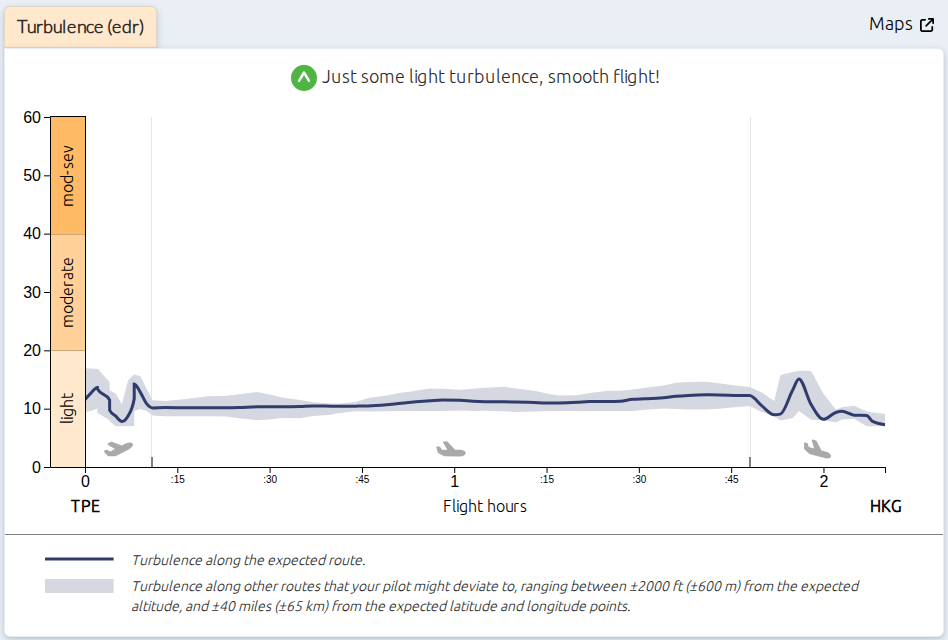 Turbulence (edr)
Maps
Just some light turbulence, smooth flight!
60
50
40
30
20
10
0
mod-sev
moderate
light
0 :15 :30 :45 1 :15 :30 :45 2
TPE Flight hours HKG
Turbulence along the expected route.
Turbulence along other routes that your pilot might deviate to, ranging between ±2000 ft (±600 m) from the expected
altitude, and ±40 miles (±65 km) from the expected latitude and longitude points.